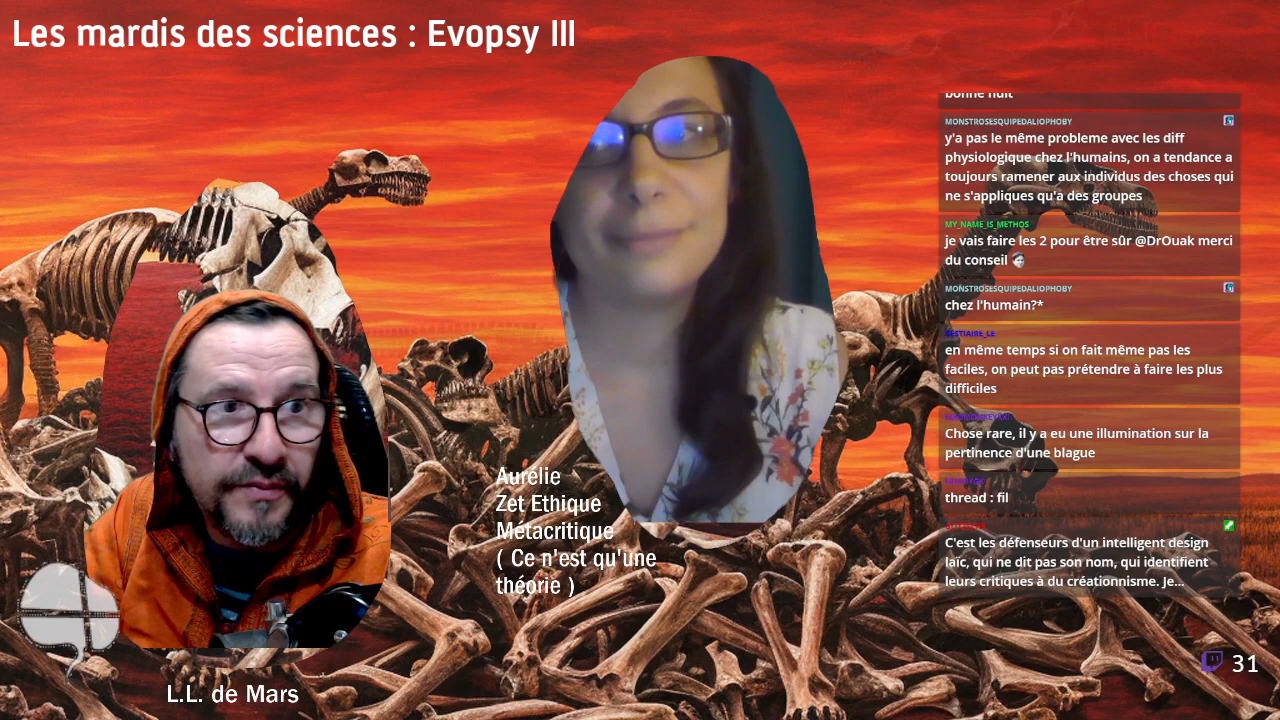 Les mardis des sciences : Evopsy III
bonne nuit
MONSTROSESQUIPEDALIOPHOBY
y'a pas le même probleme avec les diff
physiologique chez l'humains, on a tendance a
toujours ramener aux individus des choses qui
ne s'appliques qu'a des groupes
MY_NAME_IS_METHOS
je vais faire les 2 pour être sûr @DrOuak merci
du conseil
MONSTROSESQUIPEDALIOPHOBY
chez l'humain?*
BESTIAIRE_LE
en même temps si on fait même pas les
faciles, on peut pas prétendre à faire les plus
difficiles
Chose rare, il y a eu une illumination sur la
pertinence d'une blague
thread : fil
C'est les défenseurs d'un intelligent design
laïc, qui ne dit pas son nom, qui identifient
leurs critiques à du créationnisme. Je...
Aurélie
Zet Ethique
Métacritique
( Ce n'est qu'une
théorie )
31
L.L. de Mars